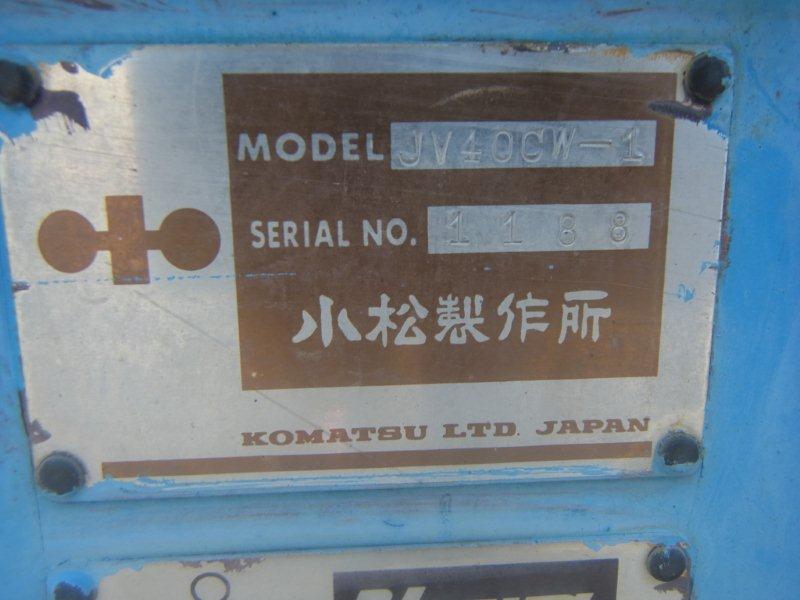 MODEL JV40CW-1
SERIAL NO. 1188
小松製作所
KOMATSU LTD. JAPAN